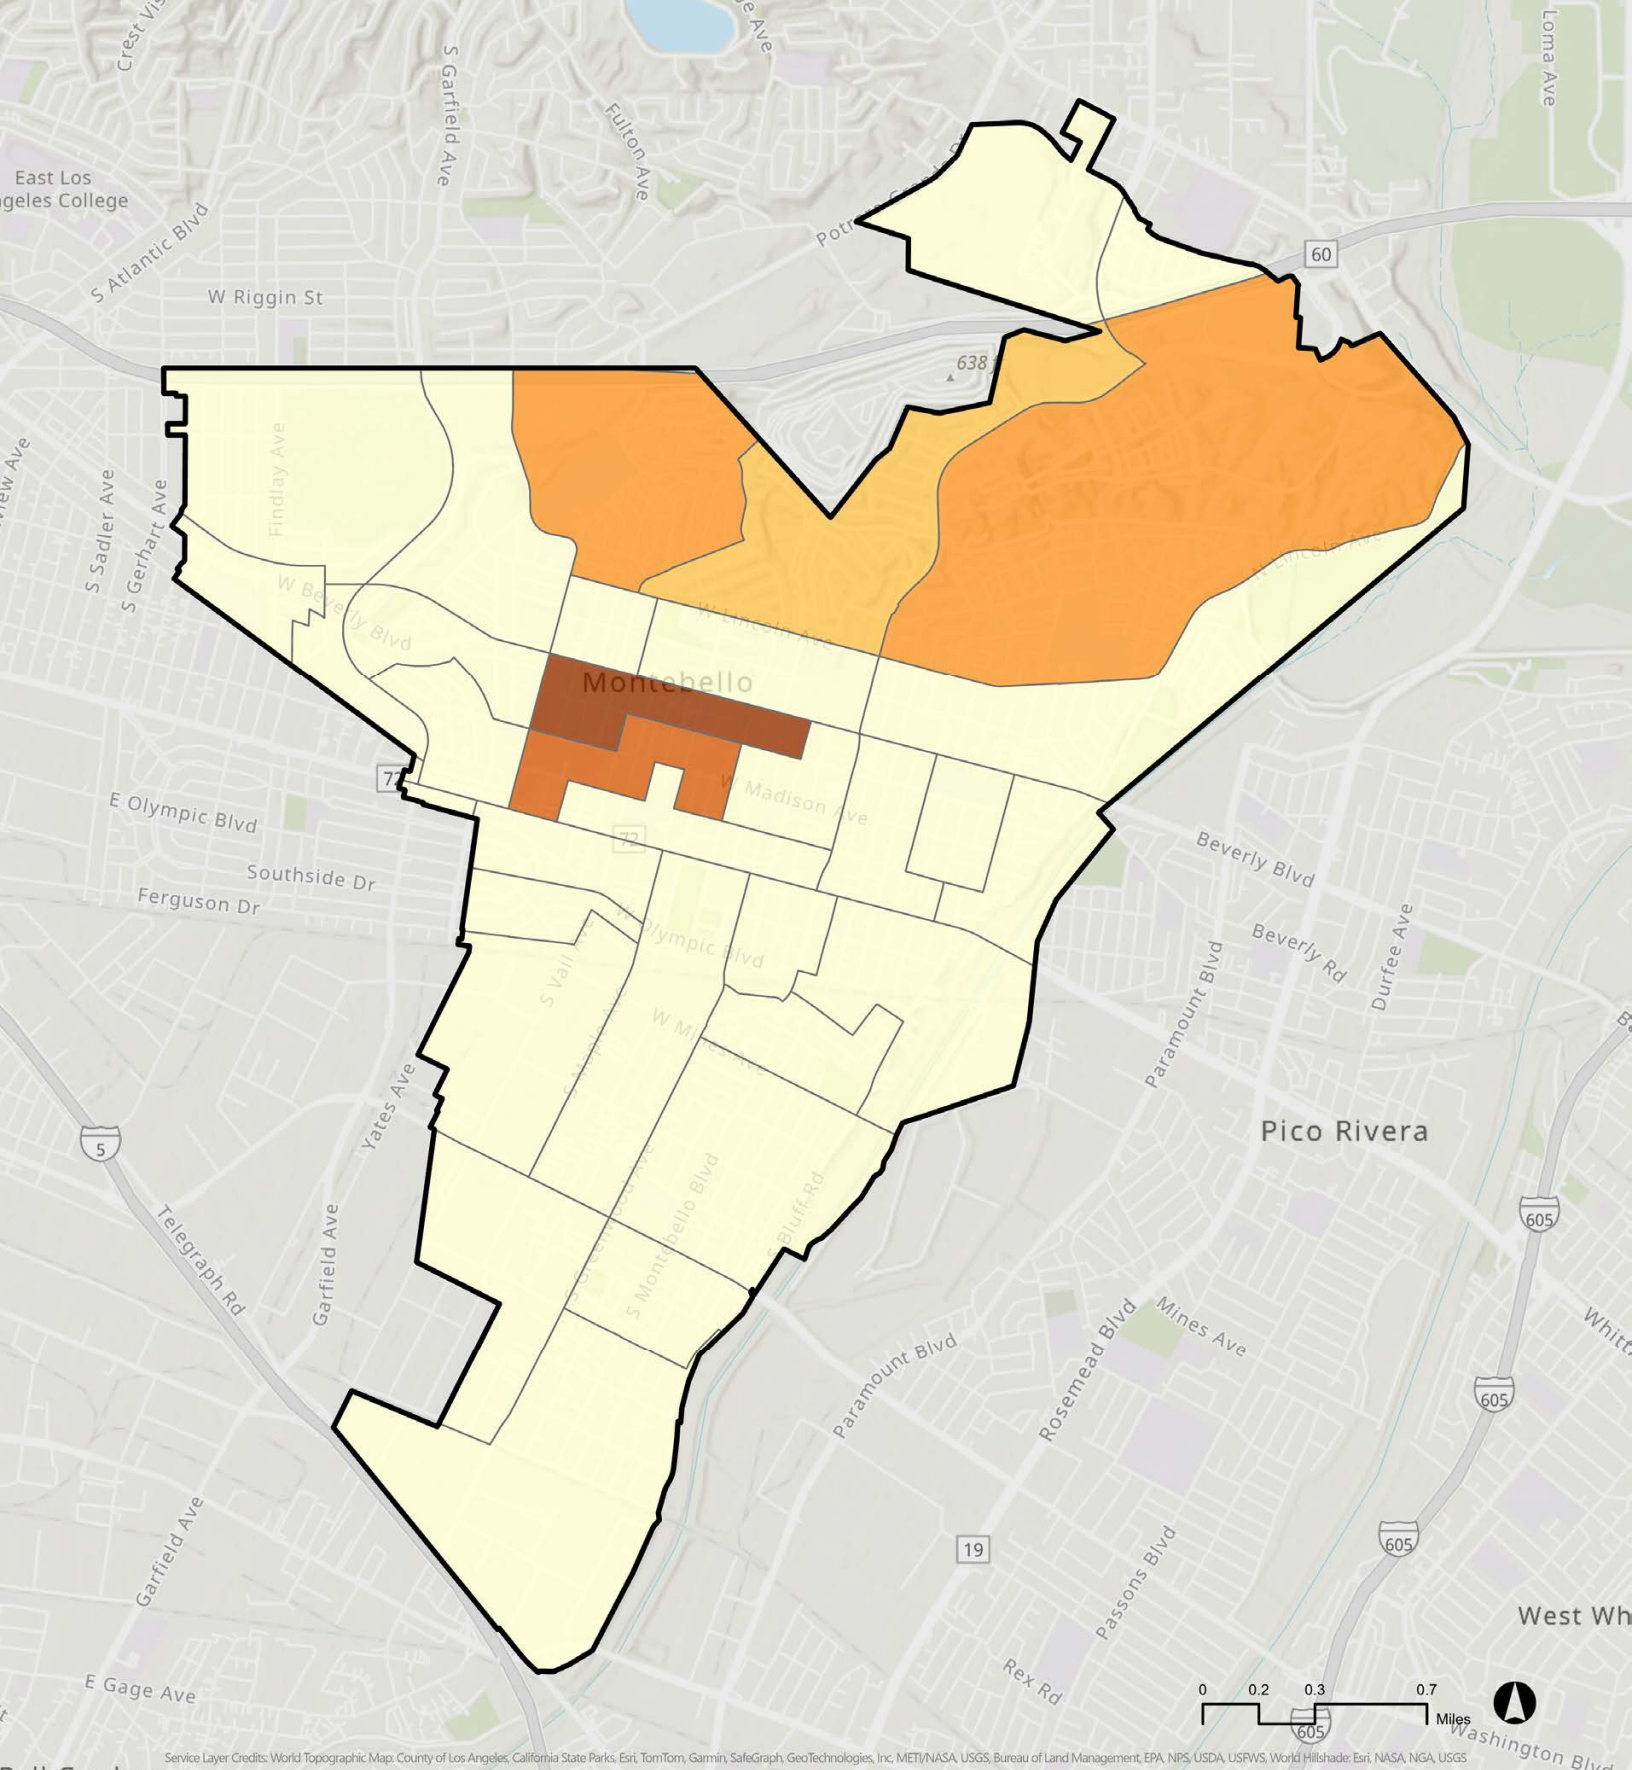 S Garfield Ave
Fulton Ave
Loma Ave
East Los
geles College
S Atlantic Blvd
W Riggin St
60
638
Findlay Ave
S Sadler Ave
S Gerhart Ave
W Beverly Blvd
W Lincoln Ave
W Lincoln Ave
Montebello
72
W Madison Ave
E Olympic Blvd
72
Southside Dr
Ferguson Dr
Beverly Blvd
W Olympic Blvd
S Vail Ave
Beverly Rd
Durfee Ave
Paramount Blvd
S Maple Ave
W Mines Ave
Yates Ave
Pico Rivera
5
Telegraph Rd
Garfield Ave
S Greenwood Ave
S Montebello Blvd
S Bluff Rd
605
Paramount Blvd
Rosemead Blvd
Mines Ave
605
Garfield Ave
19
Passons Blvd
605
West Wh
E Gage Ave
Rex Rd
0 0.2 0.3 0.7
Miles
605
Washington Blvd
Service Layer Credits: World Topographic Map: County of Los Angeles, California State Parks, Esri, TomTom, Garmin, SafeGraph, GeoTechnologies, Inc, METI/NASA, USGS, Bureau of Land Management, EPA, NPS, USDA, USFWS, World Hillshade: Esri, NASA, NGA, USGS